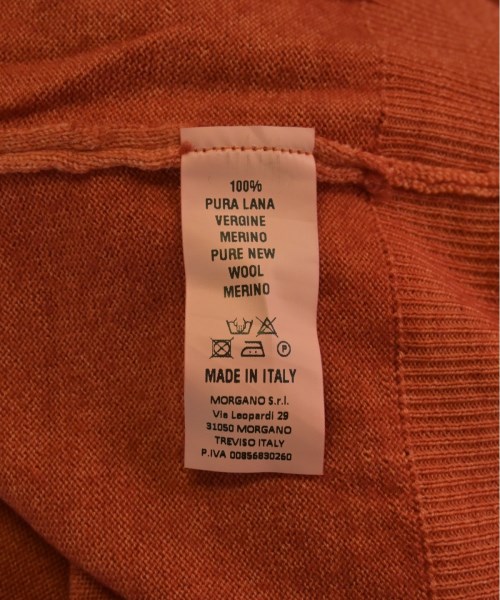 100%
PURA LANA
VERGINE
MERINO
PURE NEW
WOOL
MERINO
P
MADE IN ITALY
MORGANO S.r.l.
Via Leopardi 29
31050 MORGANO
TREVISO ITALY
P.IVA 00856890260